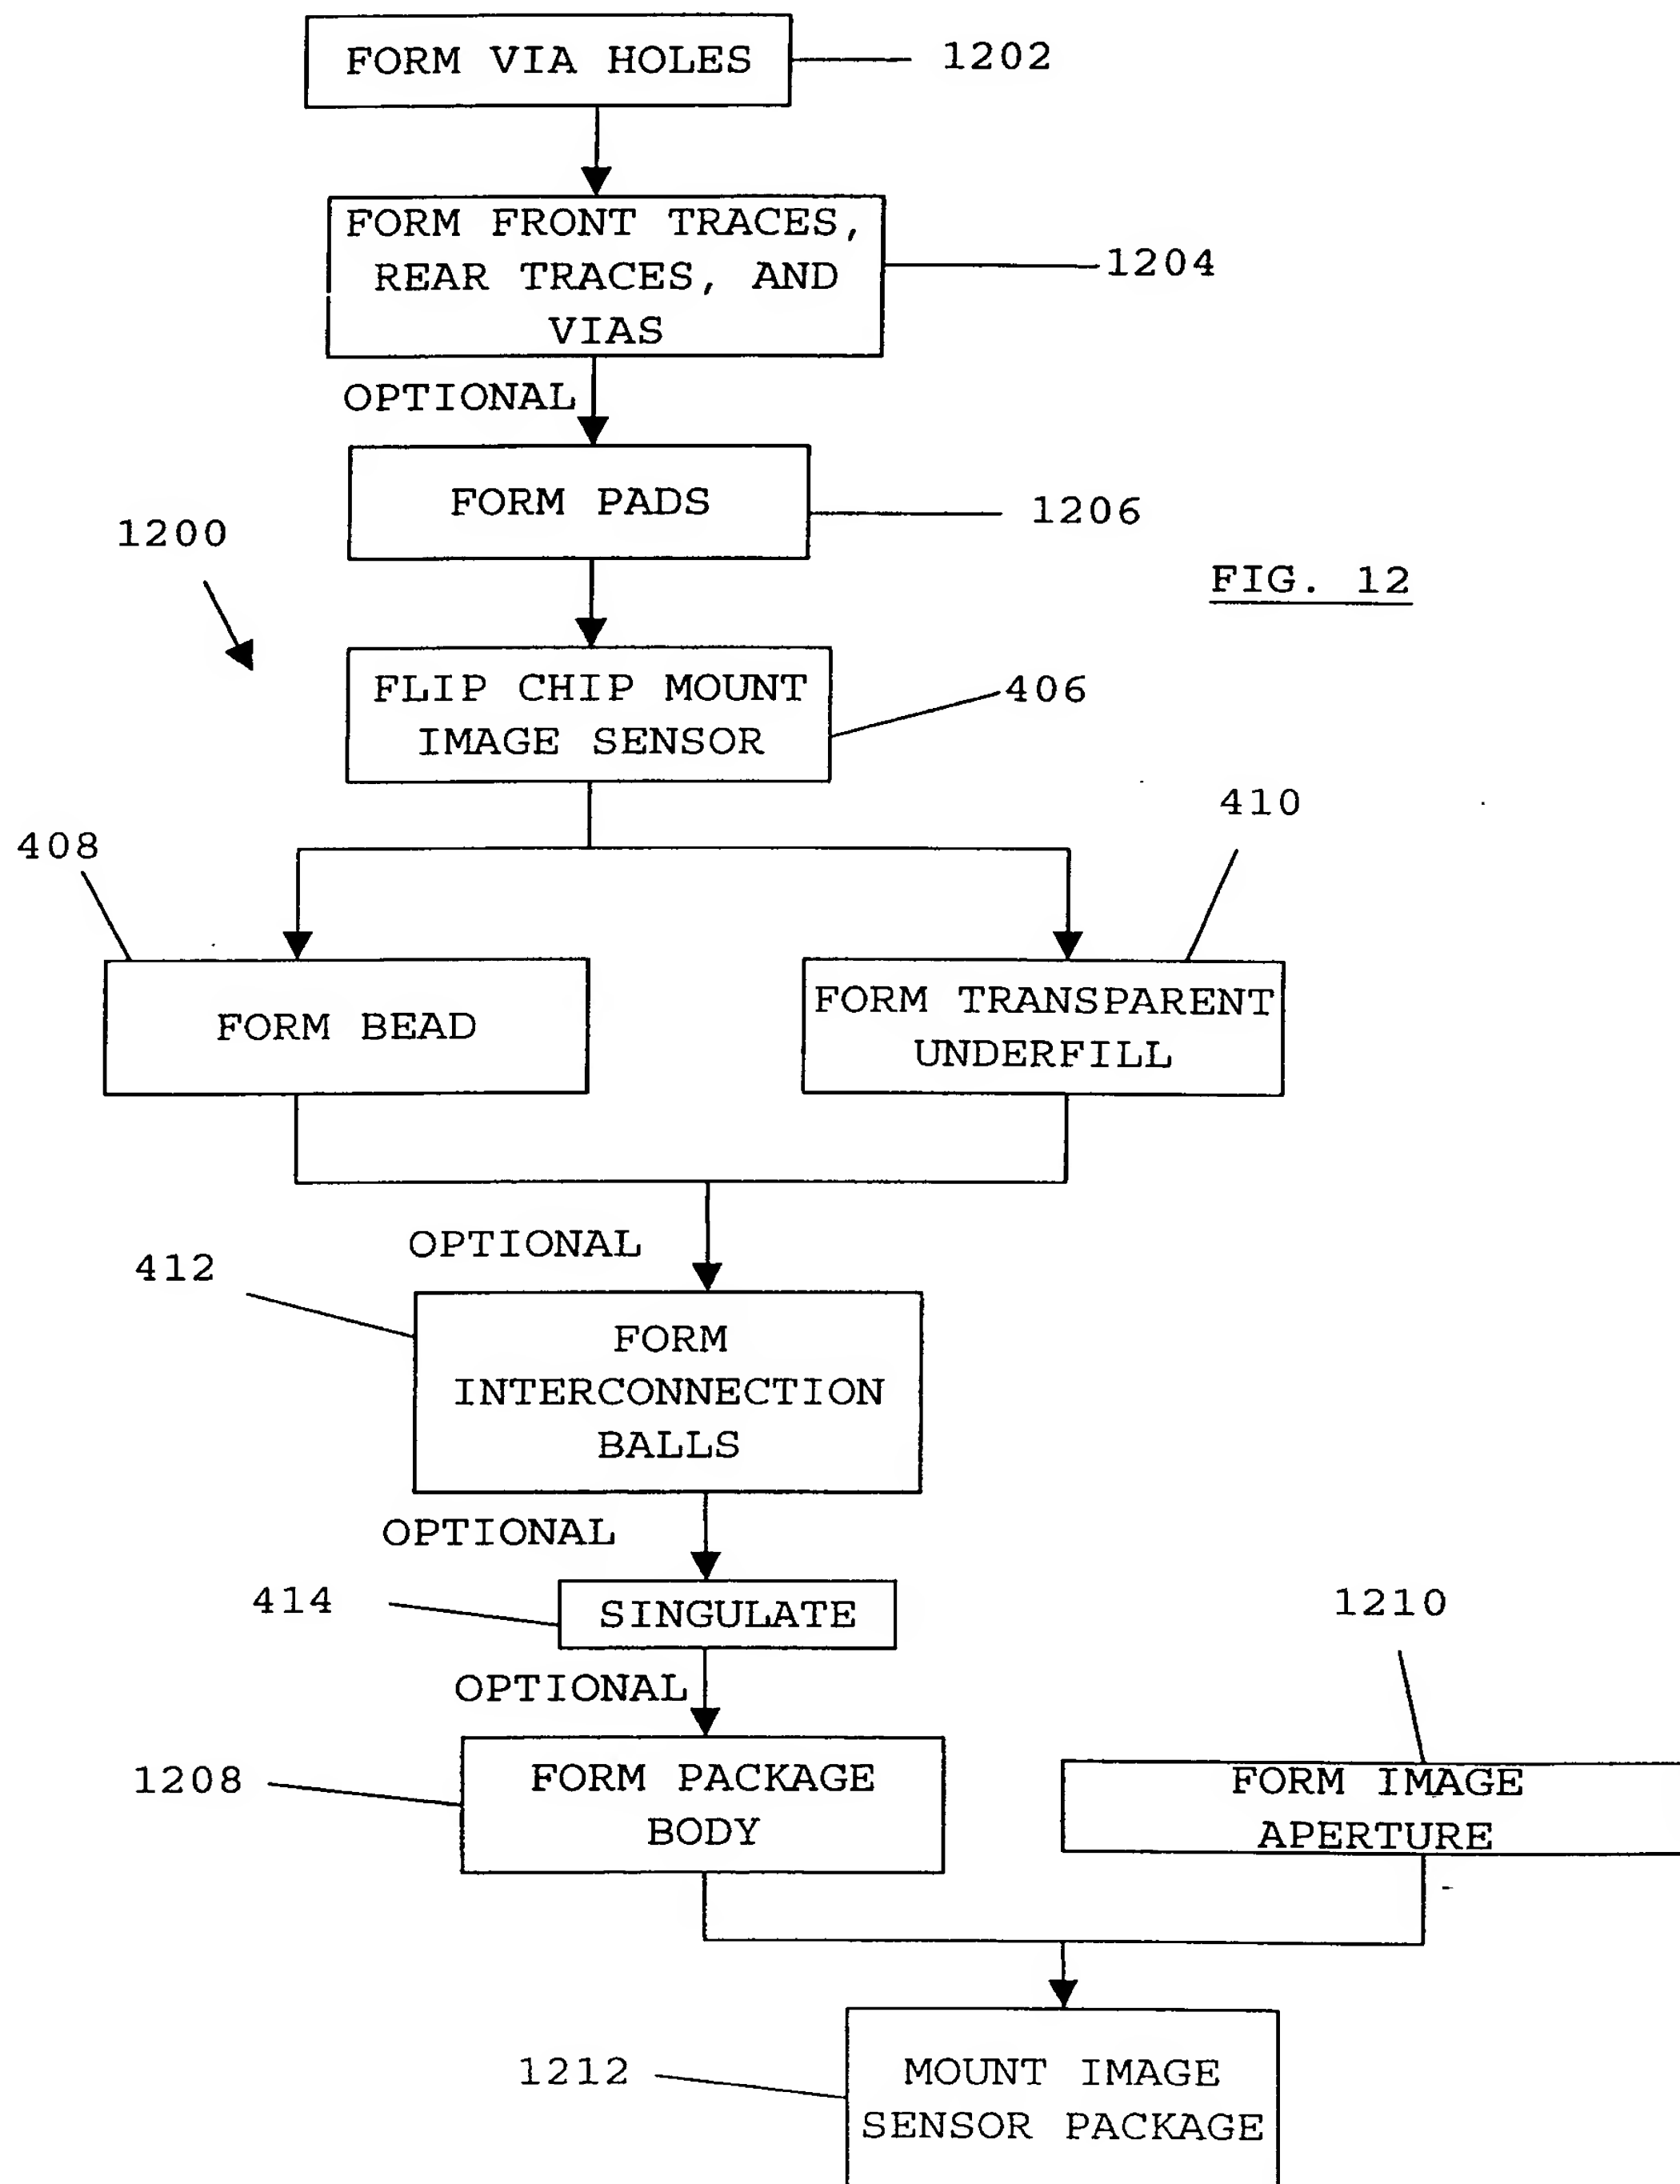 FORM VIA HOLES
1202
FORM FRONT TRACES,
REAR TRACES, AND
VIAS
1204
OPTIONAL
FORM PADS
1206
1200
FIG. 12
FLIP CHIP MOUNT
IMAGE SENSOR
406
408
410
FORM BEAD
FORM TRANSPARENT
UNDERFILL
OPTIONAL
412
FORM
INTERCONNECTION
BALLS
OPTIONAL
414
SINGULATE
1210
OPTIONAL
1208
FORM PACKAGE
BODY
FORM IMAGE
APERTURE
1212
MOUNT IMAGE
SENSOR PACKAGE